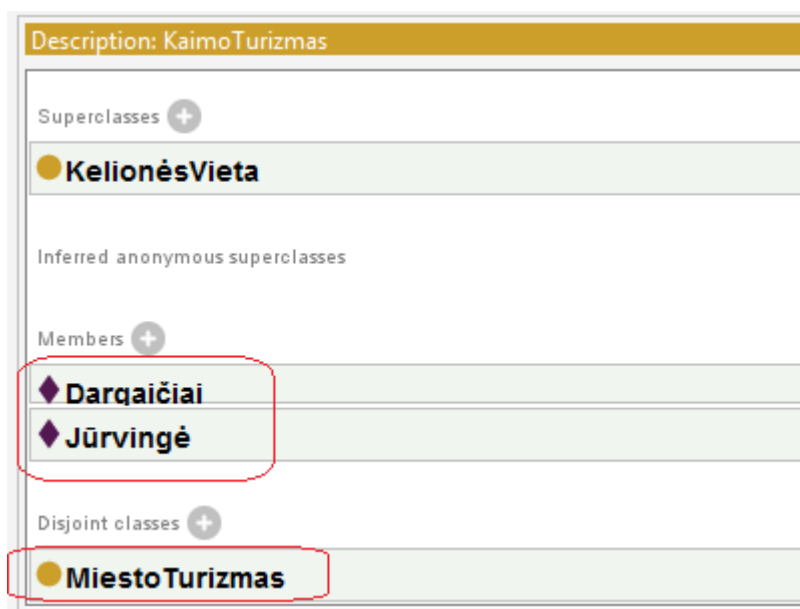 Description: KaimoTurizmas
Superclasses
KelionėsVieta
Inferred anonymous superclasses
Members
Dargaičiai
Jūrvingė
Disjoint classes
MiestoTurizmas